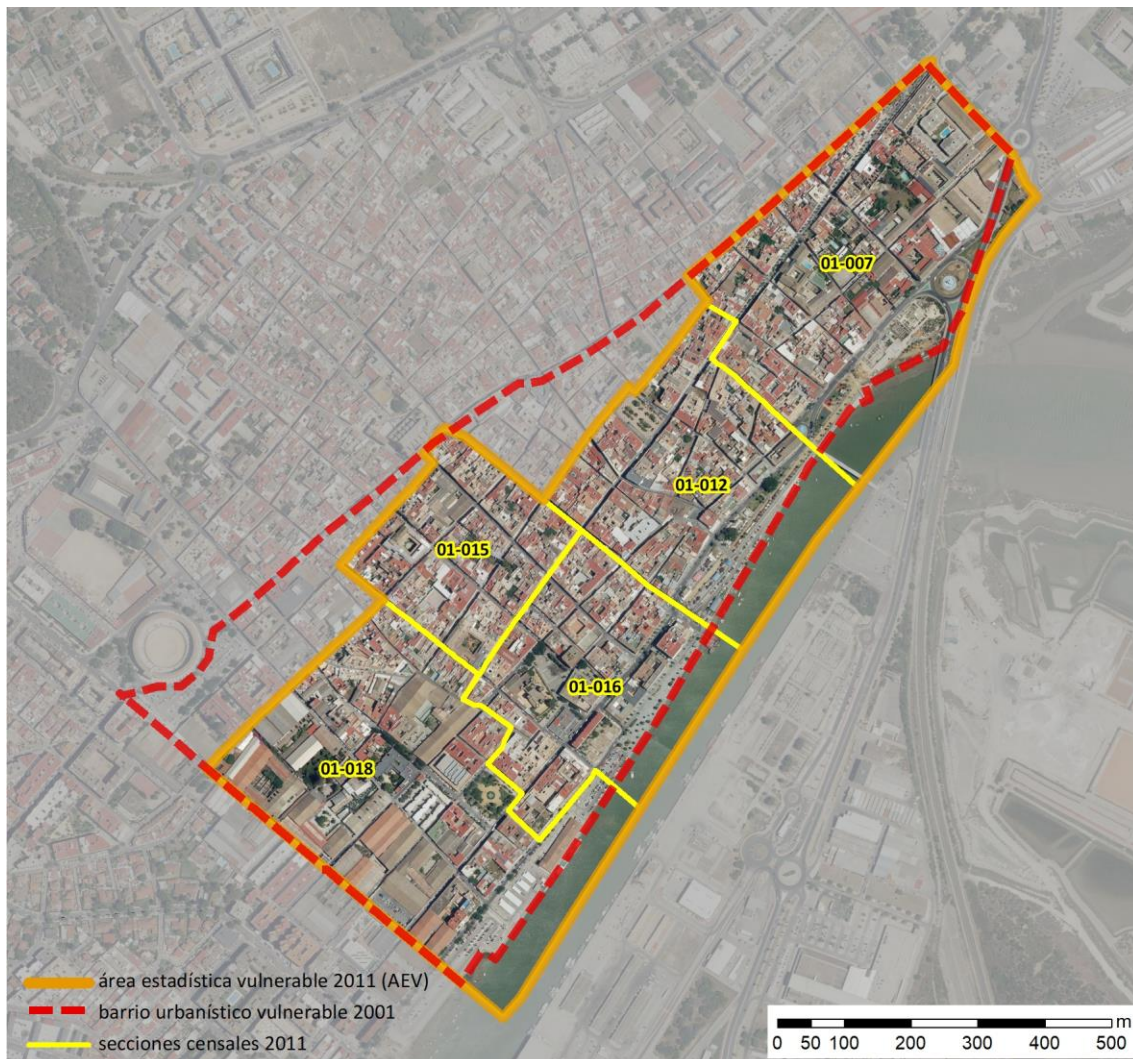 01-007
01-012
01-015
01-016
01-018
área estadística vulnerable 2011 (AEV)
barrio urbanístico vulnerable 2001
secciones censales 2011
m
0 50 100 200 300 400 500